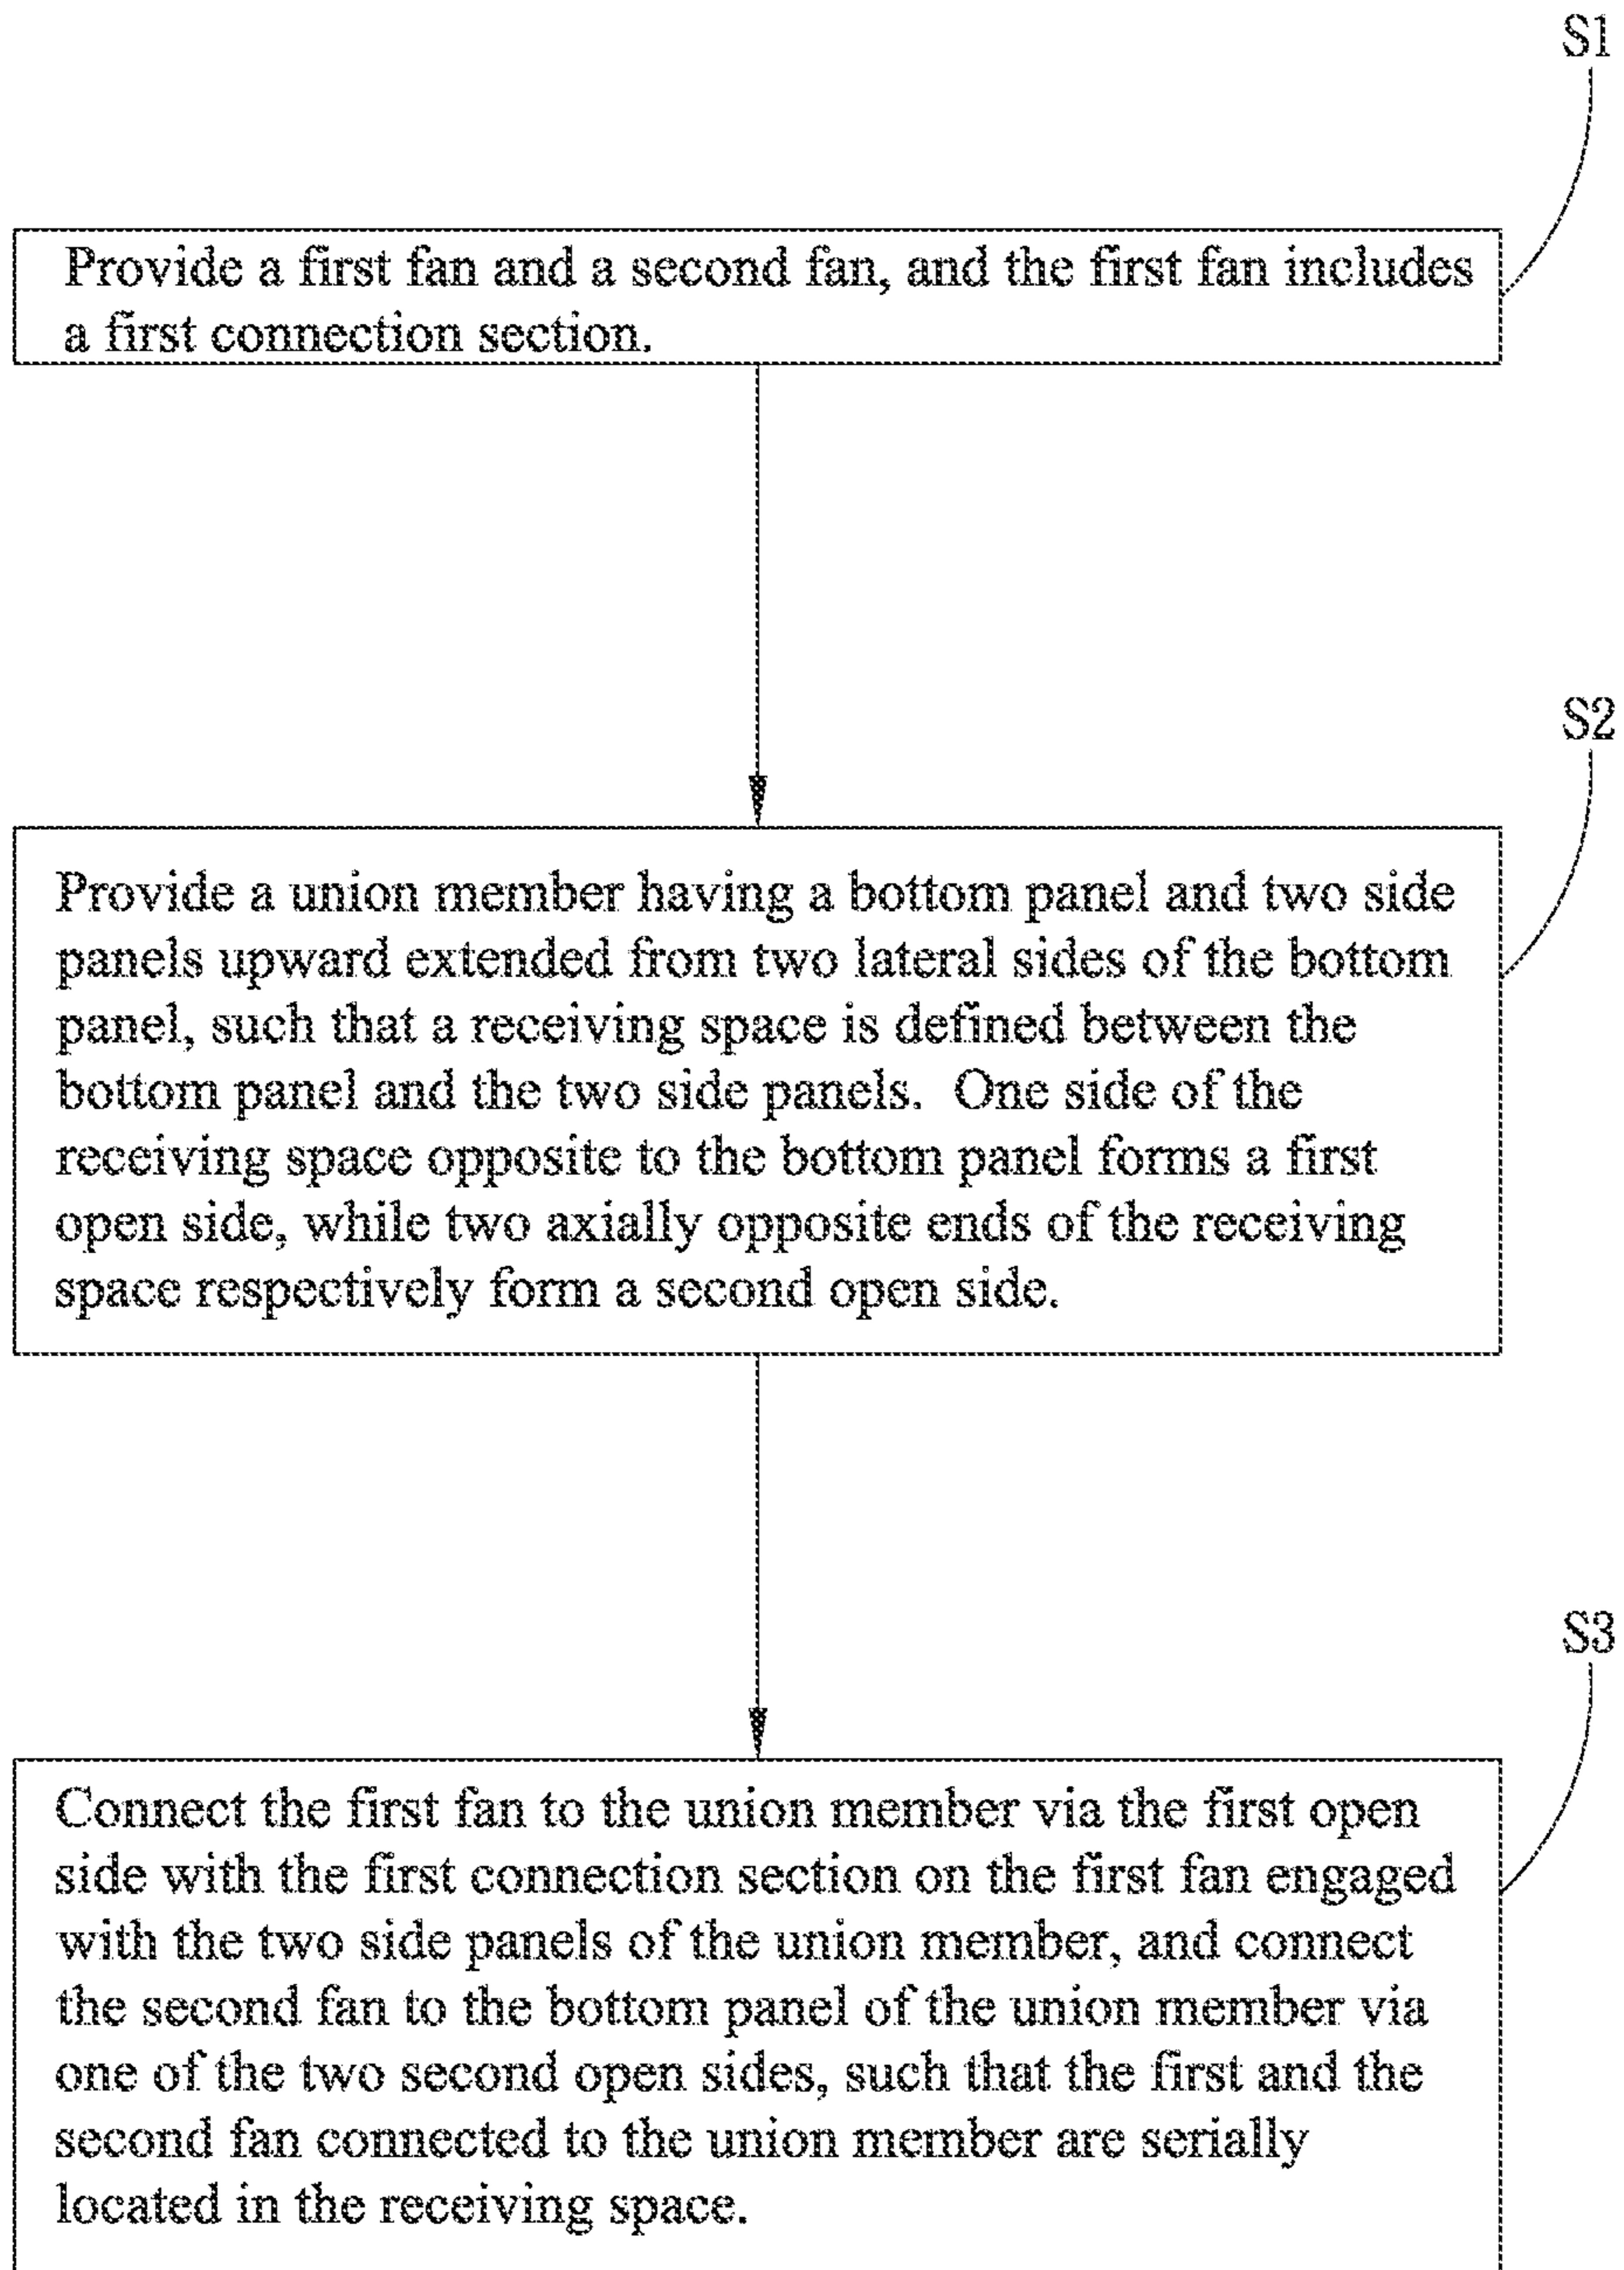 S1
Provide a first fan and a second fan, and the first fan includes
a first connection section.
S2
Provide a union member having a bottom panel and two side
panels upward extended from two lateral sides of the bottom
panel, such that a receiving space is defined between the
bottom panel and the two side panels. One side of the
receiving space opposite to the bottom panel forms a first
open side, while two axially opposite ends of the receiving
space respectively form a second open side.
S3
Connect the first fan to the union member via the first open
side with the first connection section on the first fan engaged
with the two side panels of the union member, and connect
the second fan to the bottom panel of the union member via
one of the two second open sides, such that the first and the
second fan connected to the union member are serially
located in the receiving space.